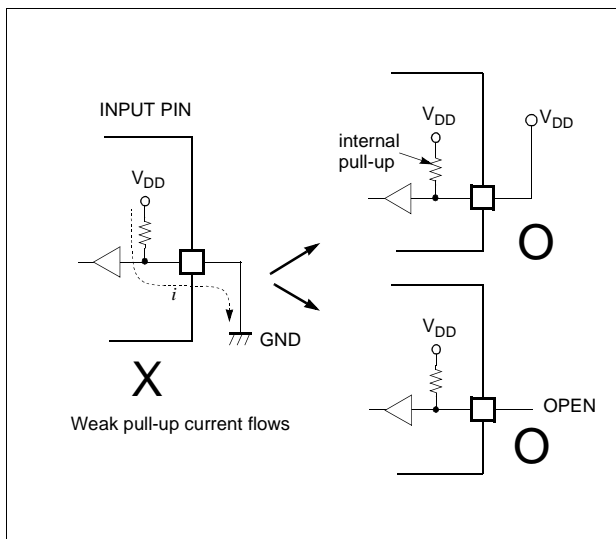 INPUT PIN
VDD
i
GND
X
Weak pull-up current flows
internal
pull-up
VDD
VDD
O
VDD
OPEN
O